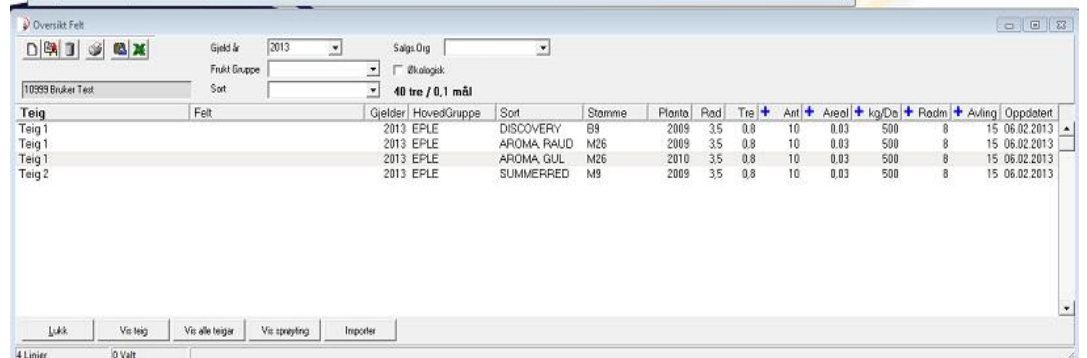 Oversikt Felt
Gjeld år 2013 Salgs.Org
Frukt Gruppe Økologisk
10999 Bruker Test Sort 40 tre / 0,1 mål
Teig Felt Gjelder HovedGruppe Sort Stamme Planta Rad Tre + Ant + Areal + kg/Da + Radm + Avling Oppdatert
Teig 1 2013 EPLE DISCOVERY B9 2009 3,5 0,8 10 0,03 500 8 15 06.02.2013
Teig 1 2013 EPLE AROMA, RAUD M26 2009 3,5 0,8 10 0,03 500 8 15 06.02.2013
Teig 1 2013 EPLE AROMA, GUL M26 2010 3,5 0,8 10 0,03 500 8 15 06.02.2013
Teig 2 2013 EPLE SUMMERRED M9 2009 3,5 0,8 10 0,03 500 8 15 06.02.2013
Lukk Vis teig Vis alle teigar Vis sprøyting Importer
4 Linjer 0 Valt